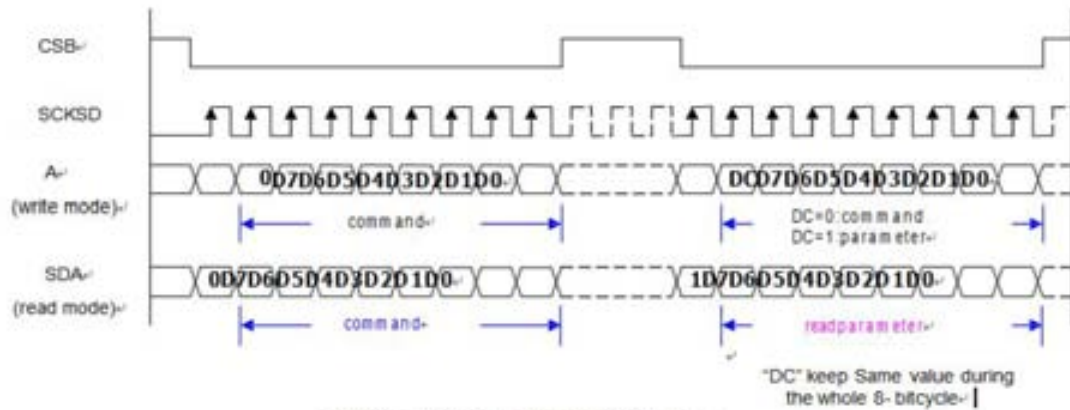 CSB
SCKSD
A
(write mode)
0D7D6D5D4D3D2D1D0
DCD7D6D5D4D3D2D1D0
command
DC=0:command
DC=1:parameter
SDA
(read mode)
0D7D6D5D4D3D2D1D0
1D7D6D5D4D3D2D1D0
command
readparameter
"DC" keep Same value during
the whole 8- bitcycle